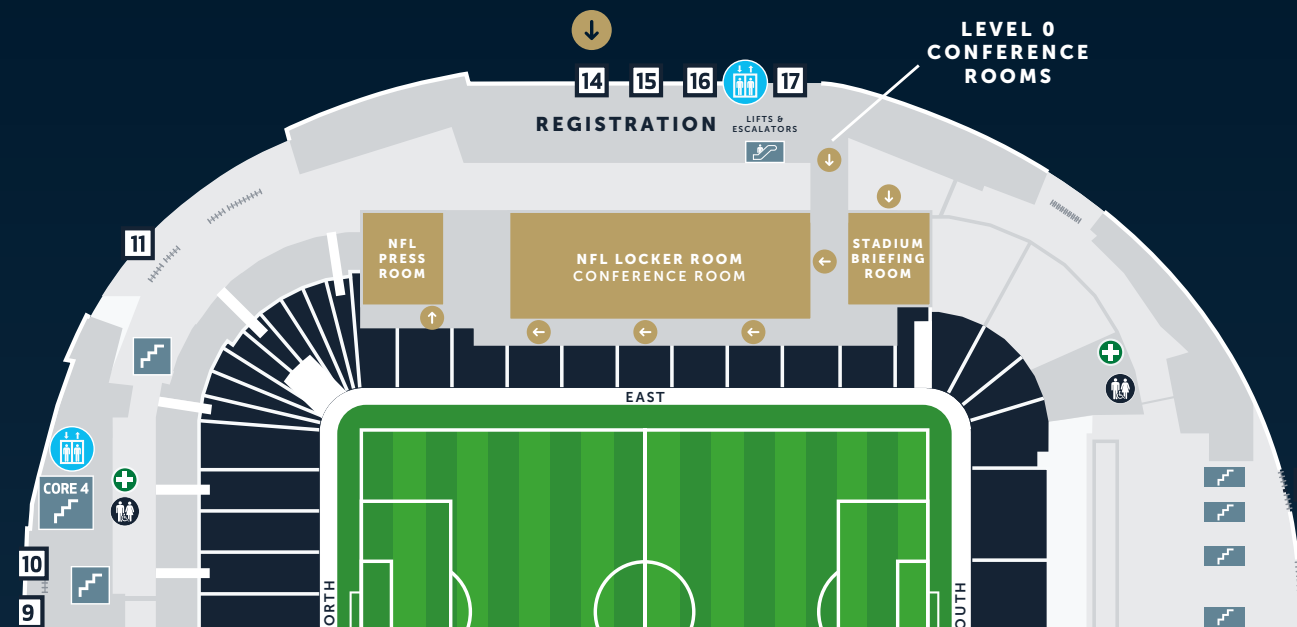 LEVEL 0
CONFERENCE
ROOMS
14
15
16
17
REGISTRATION
LIFTS &
ESCALATORS
11
NFL
PRESS
ROOM
NFL LOCKER ROOM
CONFERENCE ROOM
STADIUM
BRIEFING
ROOM
EAST
CORE 4
10
9
ORTH
OUTH